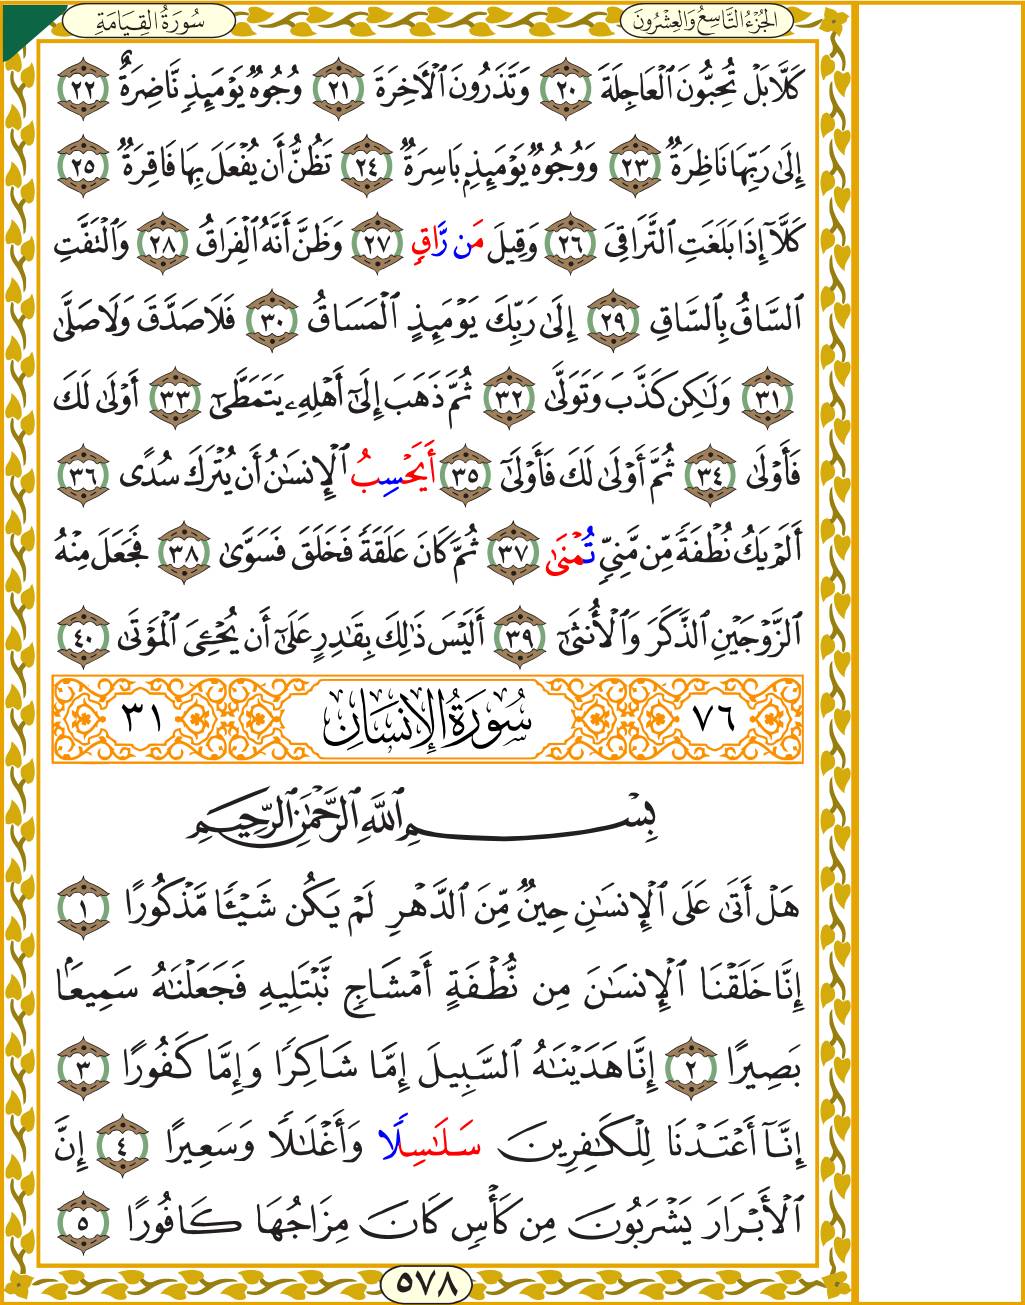 سُورَةُ القِيَامَةِ
الجُزْءُ التَّاسِعُ وَالعِشْرُونَ
كَلَّا بَلْ تُحِبُّونَ ٱلْعَاجِلَةَ ٢٠ وَتَذَرُونَ ٱلْأٓخِرَةَ ٢١ وُجُوهٌ يَوْمَئِذٍ نَّاضِرَةٌ ٢٢
إِلَىٰ رَبِّهَا نَاظِرَةٌ ٢٣ وَوُجُوهٌ يَوْمَئِذِۭ بَاسِرَةٌ ٢٤ تَظُنُّ أَن يُفْعَلَ بِهَا فَاقِرَةٌ ٢٥
كَلَّآ إِذَا بَلَغَتِ ٱلتَّرَاقِىَ ٢٦ وَقِيلَ مَن رَّاقٍ ٢٧ وَظَنَّ أَنَّهُ ٱلْفِرَاقُ ٢٨ وَٱلْتَفَّتِ
ٱلسَّاقُ بِٱلسَّاقِ ٢٩ إِلَىٰ رَبِّكَ يَوْمَئِذٍ ٱلْمَسَاقُ ٣٠ فَلَا صَدَّقَ وَلَا صَلَّىٰ
٣١ وَلَٰكِن كَذَّبَ وَتَوَلَّىٰ ٣٢ ثُمَّ ذَهَبَ إِلَىٰٓ أَهْلِهِۦ يَتَمَطَّىٰٓ ٣٣ أَوْلَىٰ لَكَ
فَأَوْلَىٰ ٣٤ ثُمَّ أَوْلَىٰ لَكَ فَأَوْلَىٰٓ ٣٥ أَيَحْسِبُ ٱلْإِنسَٰنُ أَن يُتْرَكَ سُدًى ٣٦
أَلَمْ يَكُ نُطْفَةً مِّن مَّنِىٍّ تُمْنَىٰ ٣٧ ثُمَّ كَانَ عَلَقَةً فَخَلَقَ فَسَوَّىٰ ٣٨ فَجَعَلَ مِنْهُ
ٱلزَّوْجَيْنِ ٱلذَّكَرَ وَٱلْأُنثَىٰٓ ٣٩ أَلَيْسَ ذَٰلِكَ بِقَٰدِرٍ عَلَىٰٓ أَن يُحْـِۧىَ ٱلْمَوْتَىٰ ٤٠
٧٦ سُورَةُ الإِنسَانِ ٣١
بِسْمِ ٱللَّهِ ٱلرَّحْمَٰنِ ٱلرَّحِيمِ
هَلْ أَتَىٰ عَلَى ٱلْإِنسَٰنِ حِينٌ مِّنَ ٱلدَّهْرِ لَمْ يَكُن شَيْـًٔا مَّذْكُورًا ١
إِنَّا خَلَقْنَا ٱلْإِنسَٰنَ مِن نُّطْفَةٍ أَمْشَاجٍ نَّبْتَلِيهِ فَجَعَلْنَٰهُ سَمِيعًۢا
بَصِيرًا ٢ إِنَّا هَدَيْنَٰهُ ٱلسَّبِيلَ إِمَّا شَاكِرًا وَإِمَّا كَفُورًا ٣
إِنَّآ أَعْتَدْنَا لِلْكَٰفِرِينَ سَلَٰسِلًا وَأَغْلَٰلًا وَسَعِيرًا ٤ إِنَّ
ٱلْأَبْرَارَ يَشْرَبُونَ مِن كَأْسٍ كَانَ مِزَاجُهَا كَافُورًا ٥
٥٧٨